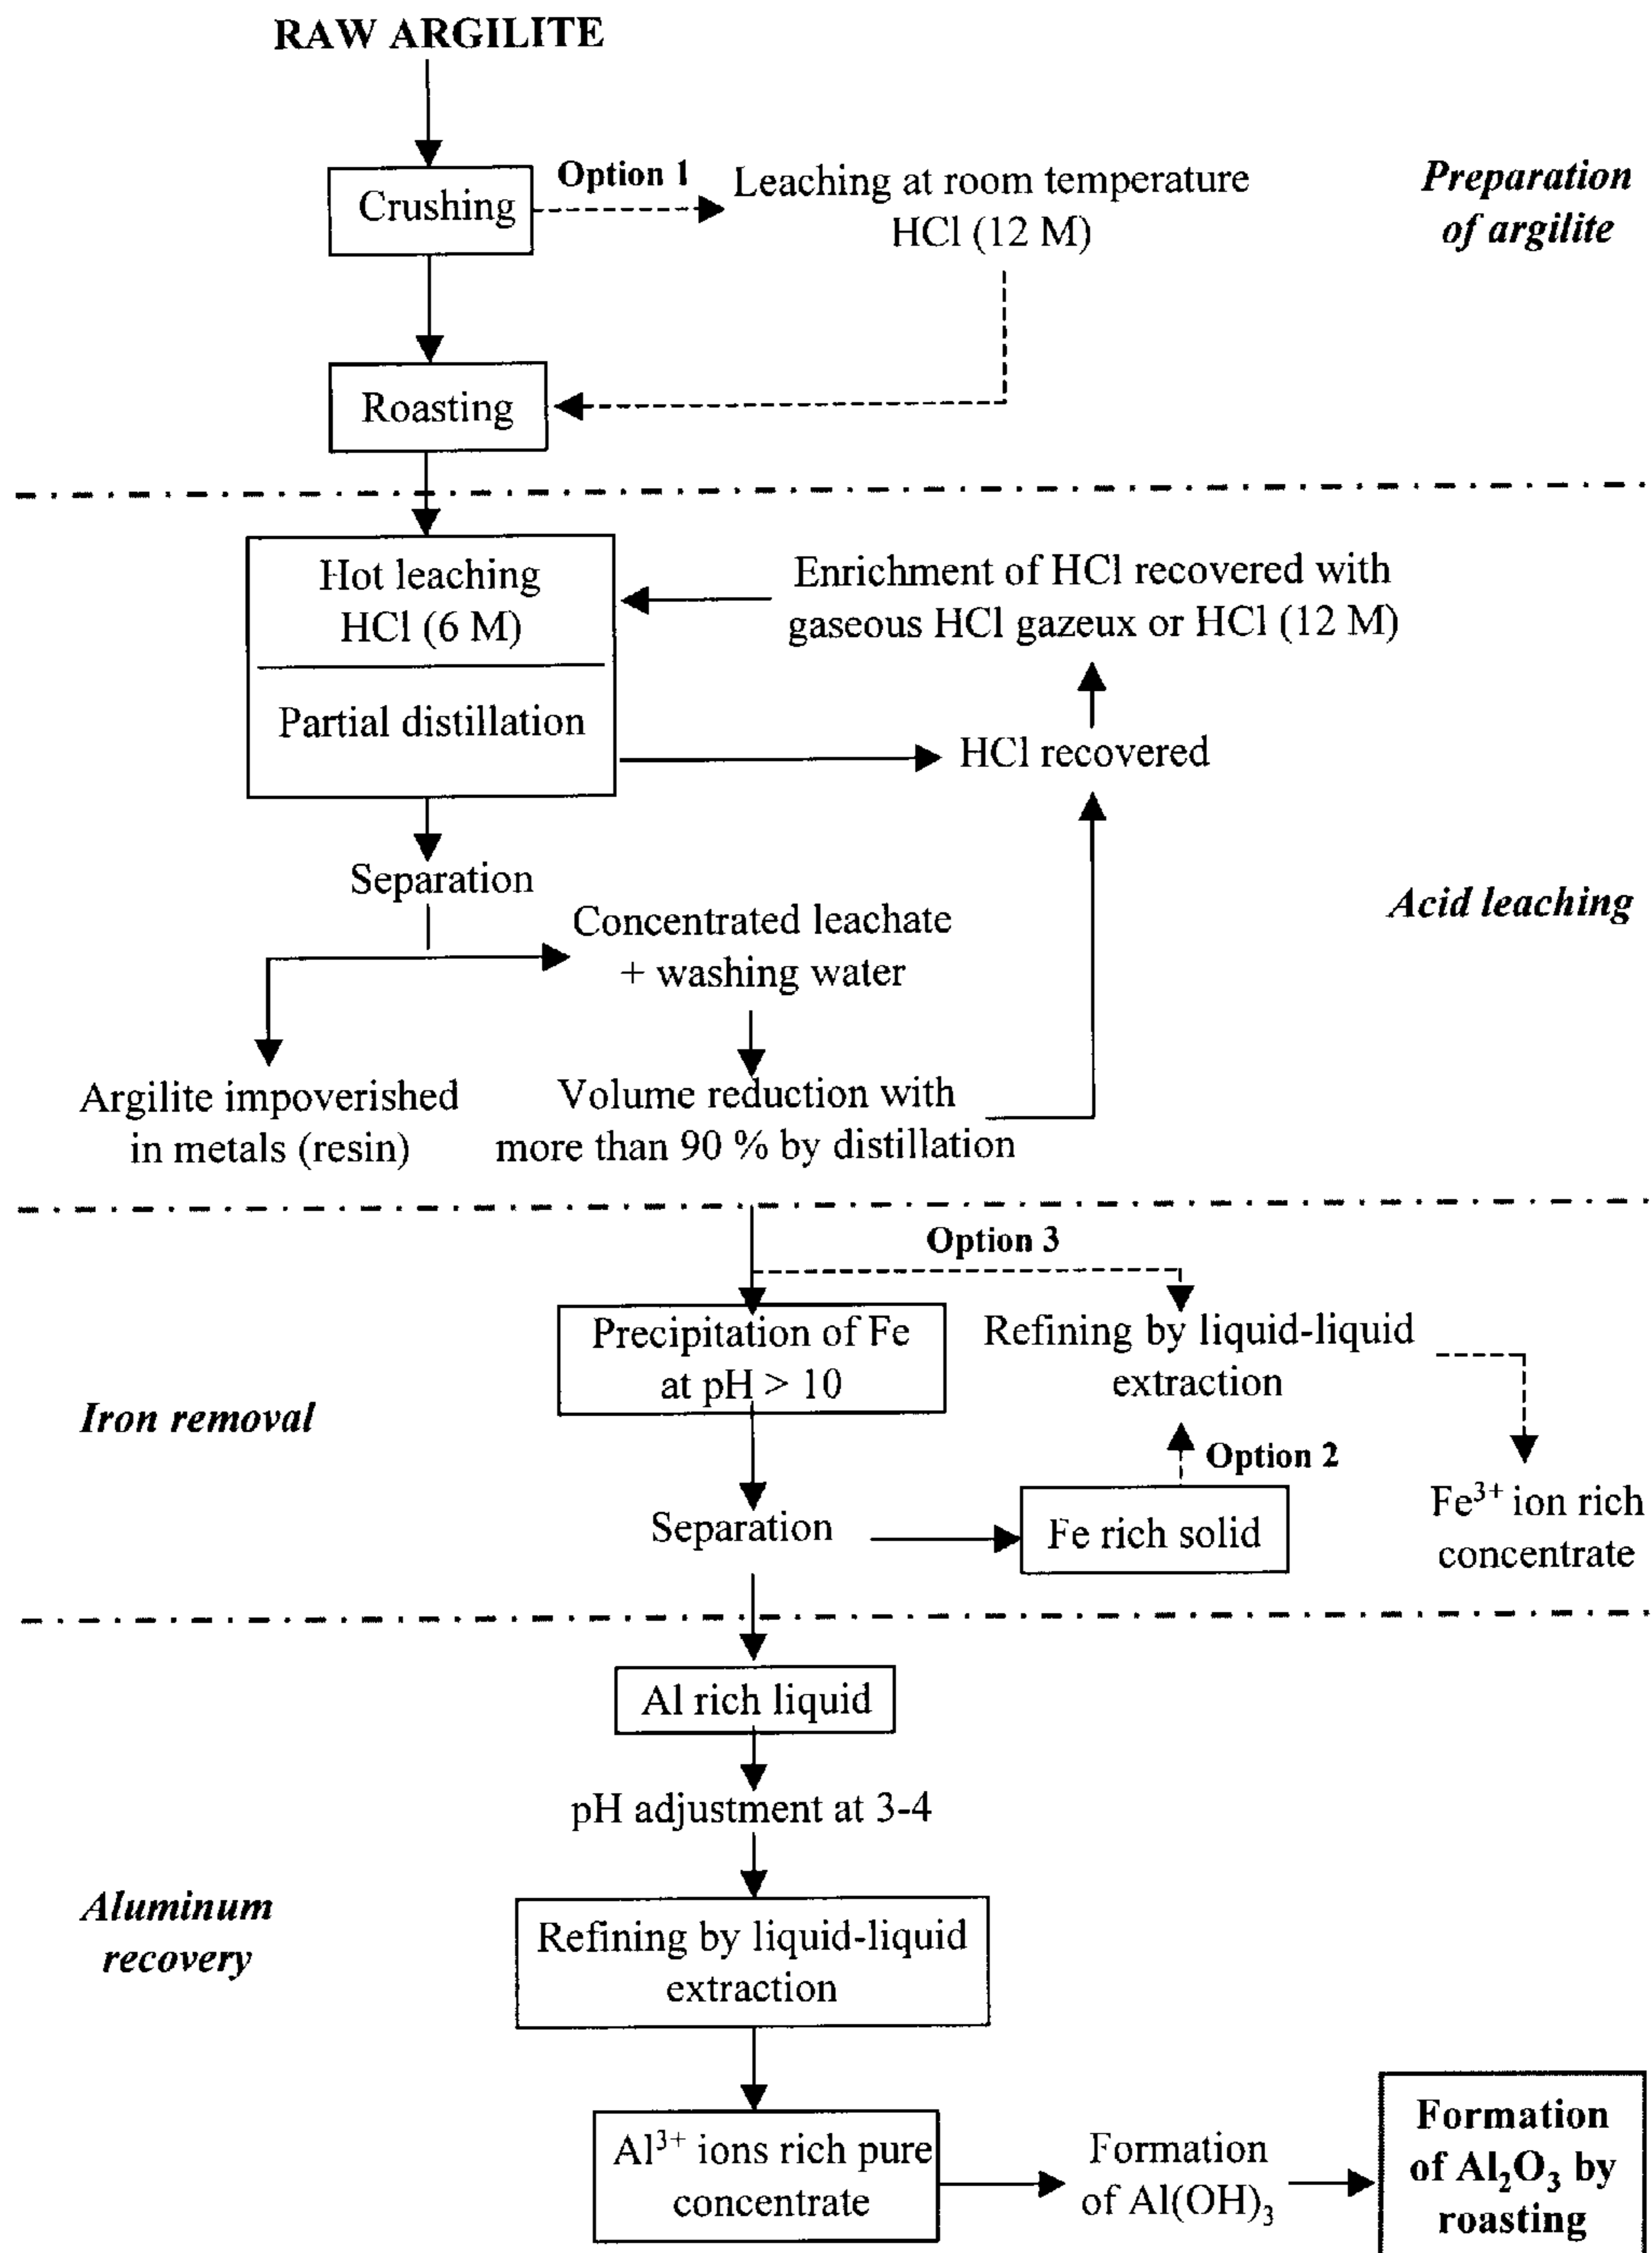 RAW ARGILITE
Crushing
Option 1
Leaching at room temperature
HCl (12 M)
Preparation
of argilite
Roasting
Hot leaching
HCl (6 M)
Partial distillation
Enrichment of HCl recovered with
gaseous HCl gazeux or HCl (12 M)
HCl recovered
Separation
Concentrated leachate
+ washing water
Acid leaching
Argilite impoverished
in metals (resin)
Volume reduction with
more than 90 % by distillation
Option 3
Precipitation of Fe
at pH > 10
Refining by liquid-liquid
extraction
Iron removal
Option 2
Separation
Fe rich solid
Fe³⁺ ion rich
concentrate
Al rich liquid
pH adjustment at 3-4
Aluminum
recovery
Refining by liquid-liquid
extraction
Al³⁺ ions rich pure
concentrate
Formation
of Al(OH)₃
Formation
of Al₂O₃ by
roasting